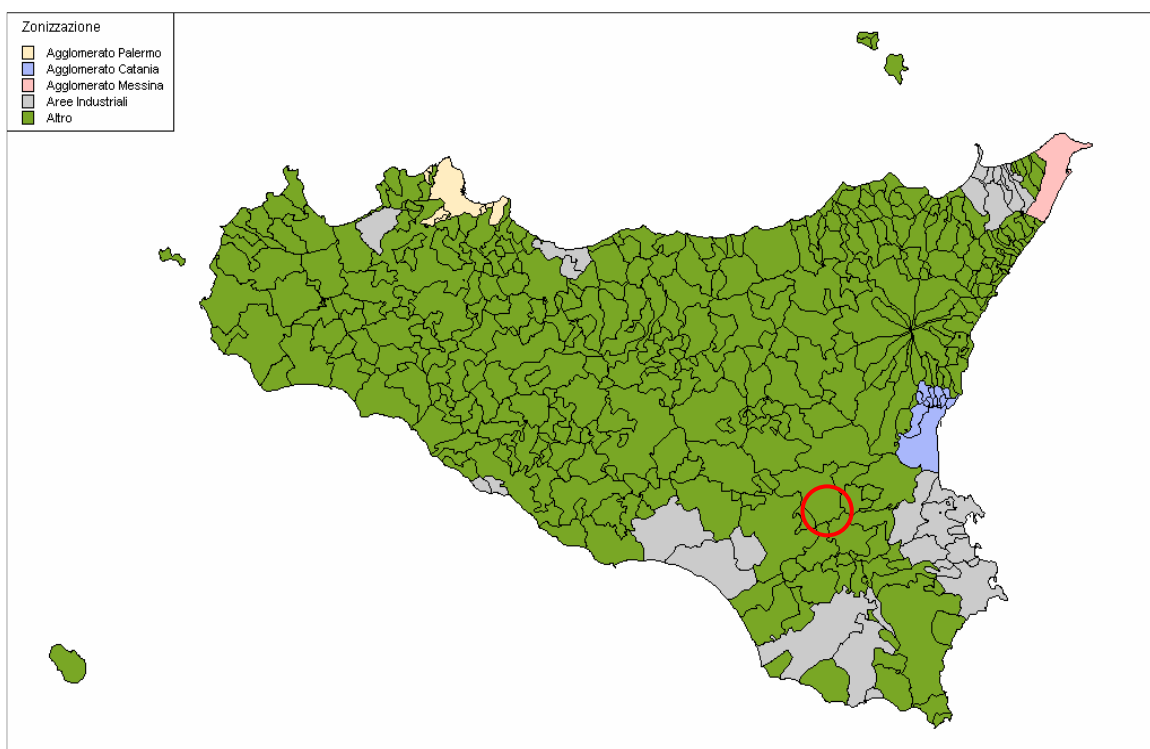 Zonizzazione
Agglomerato Palermo
Agglomerato Catania
Agglomerato Messina
Aree Industriali
Altro